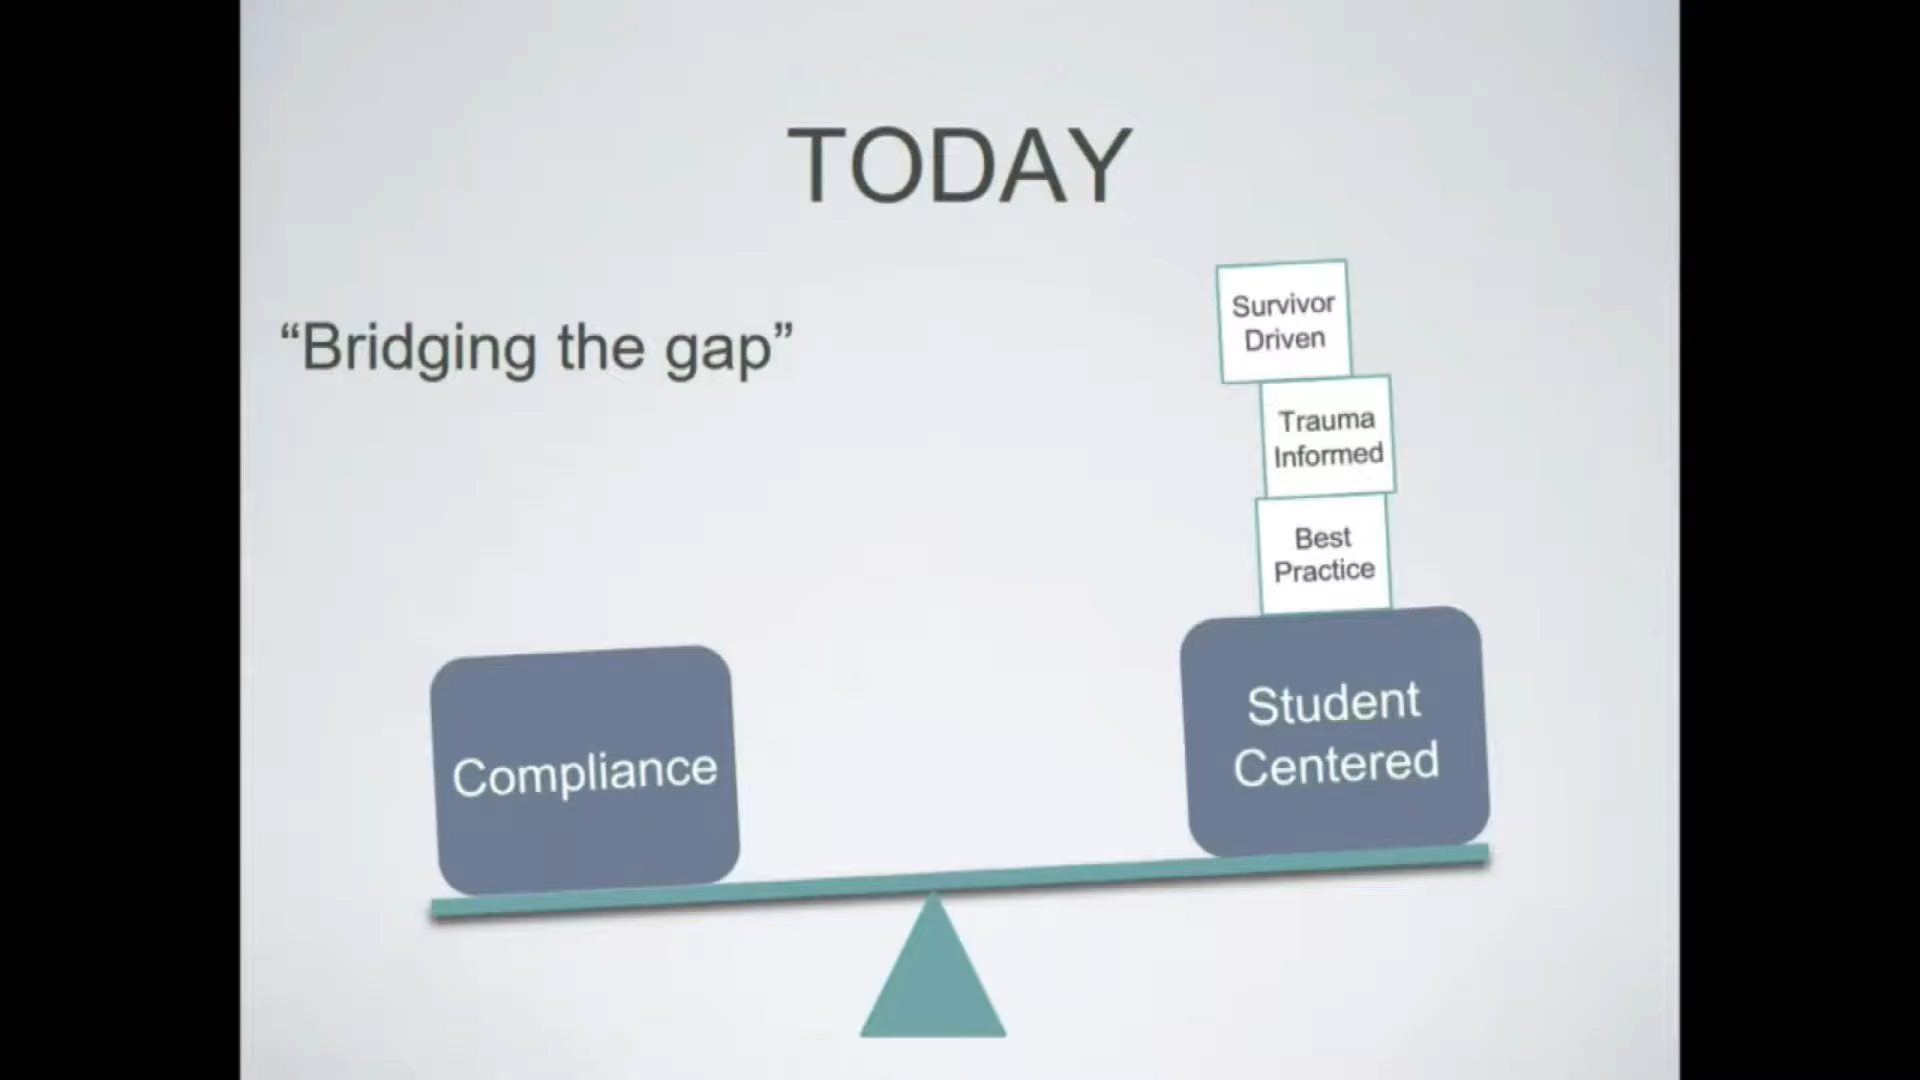 TODAY
“Bridging the gap”
Survivor
Driven
Trauma
Informed
Best
Practice
Student
Centered
Compliance